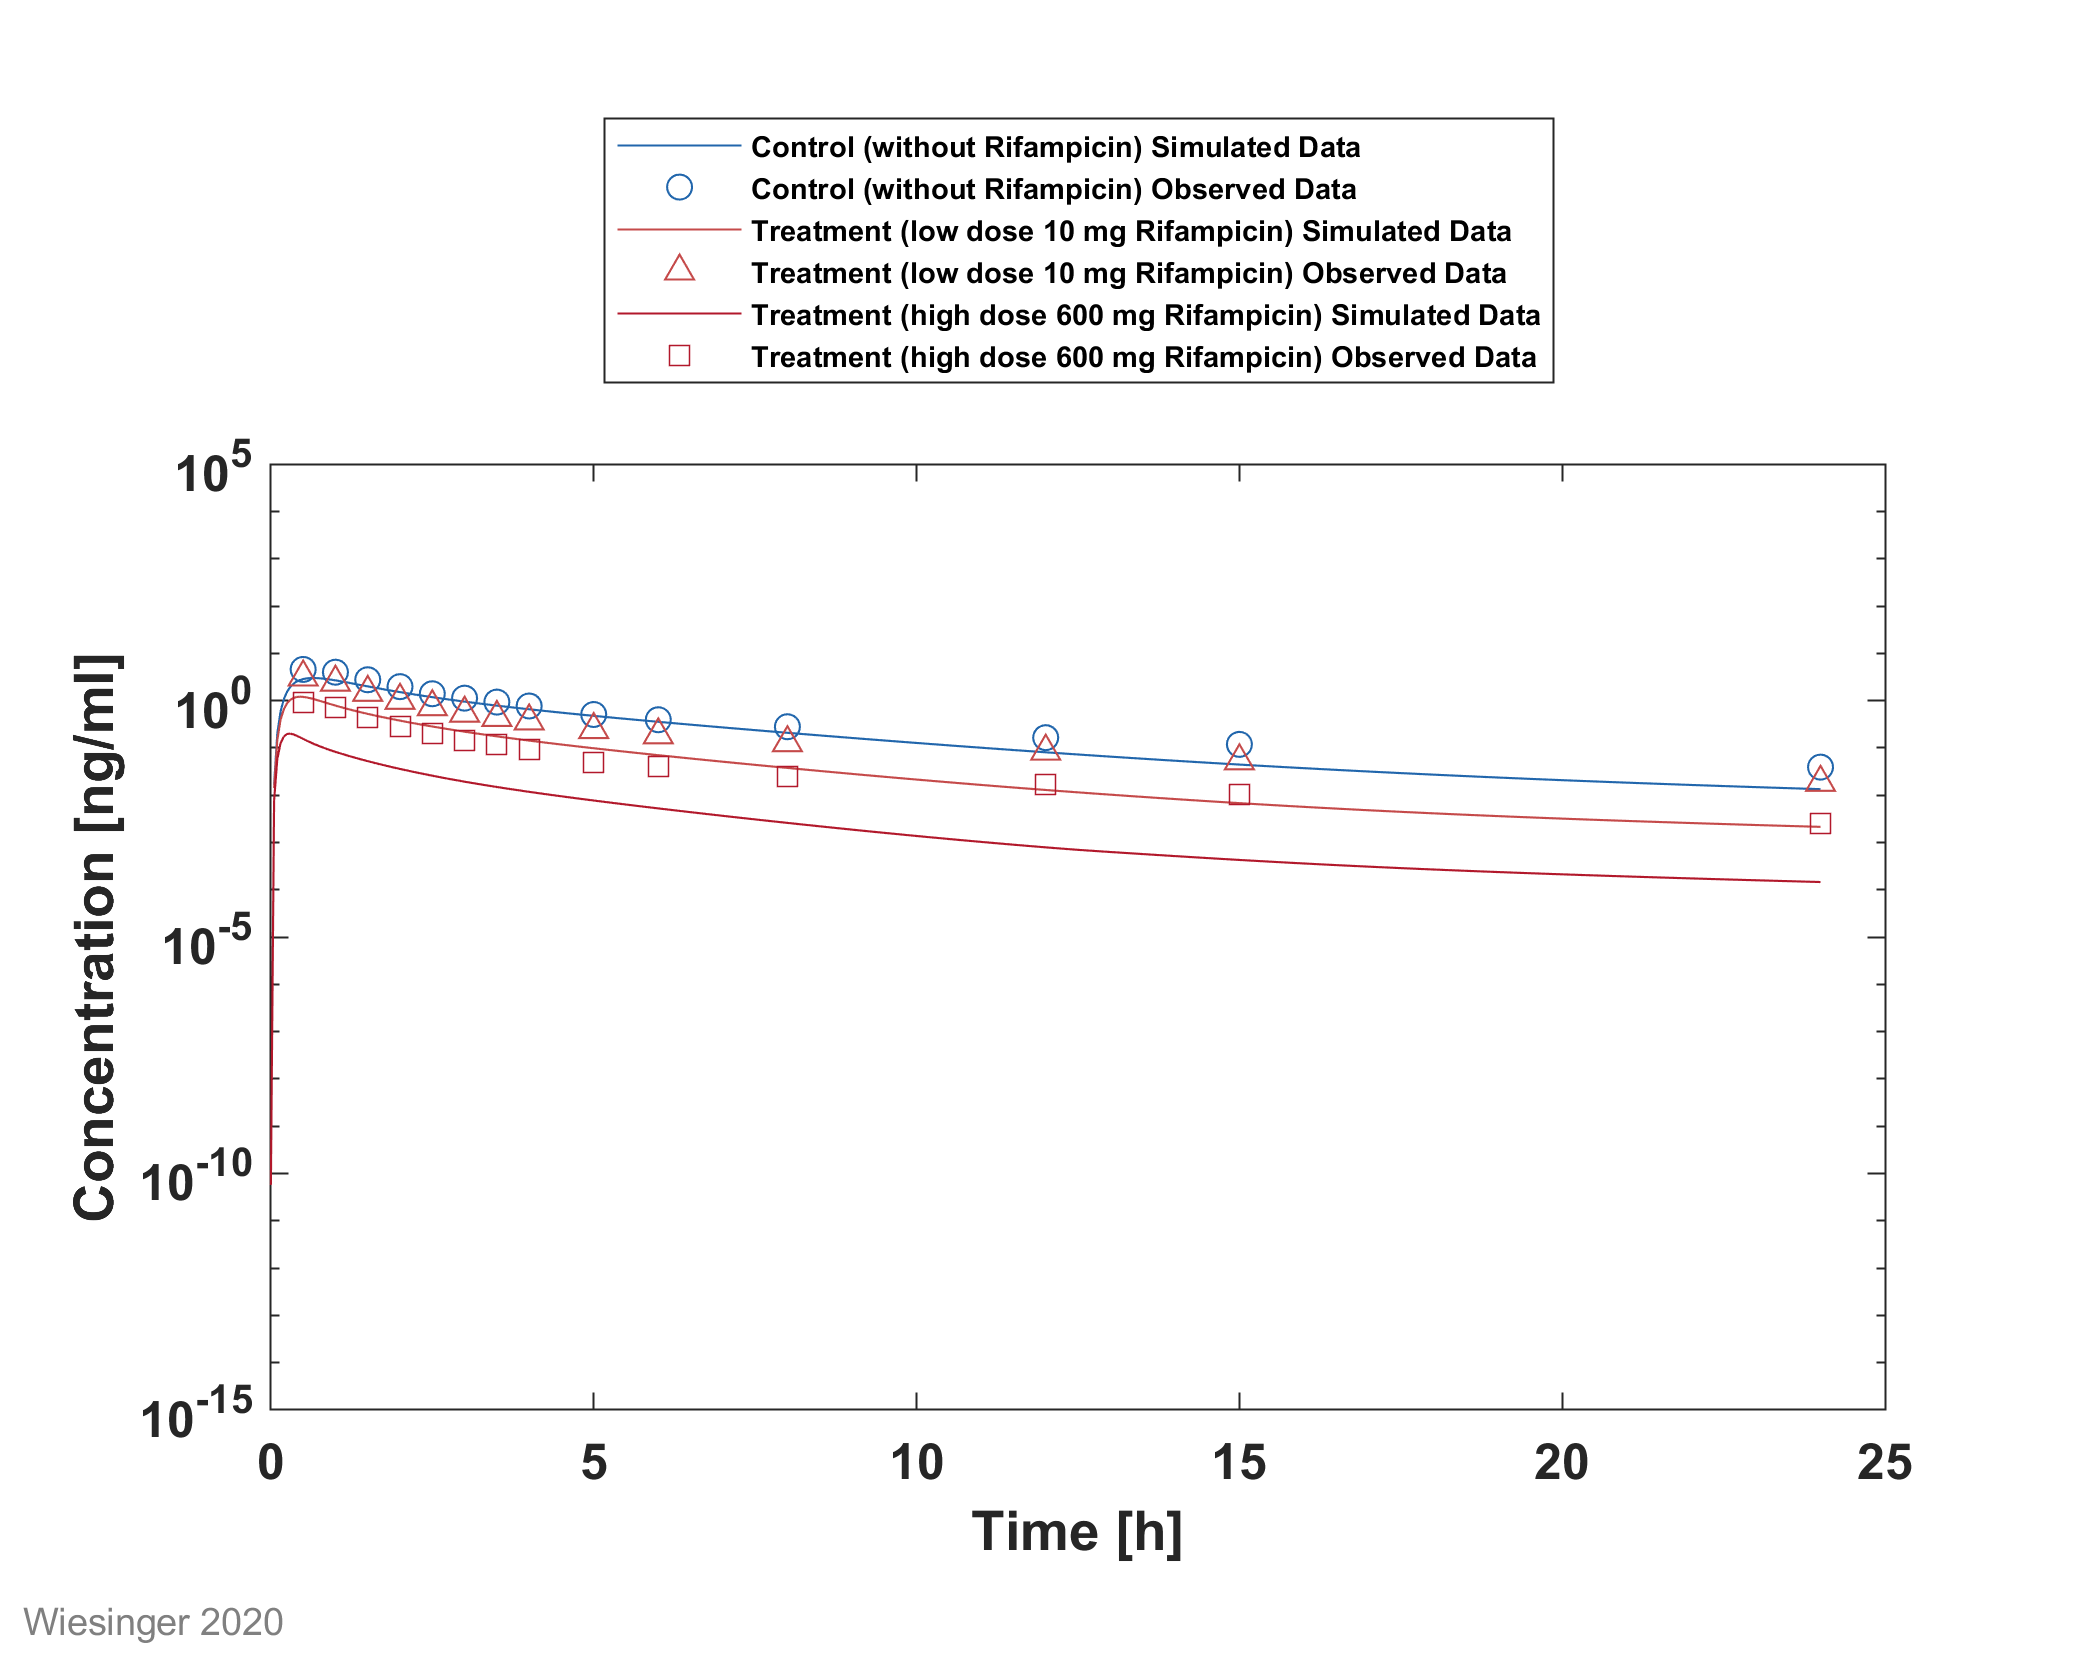 Control (without Rifampicin) Simulated Data
Control (without Rifampicin) Observed Data
Treatment (low dose 10 mg Rifampicin) Simulated Data
Treatment (low dose 10 mg Rifampicin) Observed Data
Treatment (high dose 600 mg Rifampicin) Simulated Data
Treatment (high dose 600 mg Rifampicin) Observed Data
10^5
10^0
10^-5
10^-10
10^-15
Concentration [ng/ml]
0 5 10 15 20 25
Time [h]
Wiesinger 2020